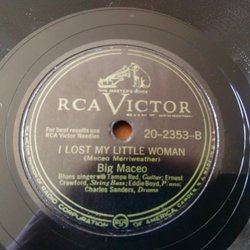 "HIS MASTER'S VOICE"
RCA VICTOR
For best results use
RCA Victor Needles
20-2353-B
I LOST MY LITTLE WOMAN
(Maceo Merriweather)
Big Maceo
Blues singer with Tampa Red, Guitar; Ernest
Crawford, String Bass; Eddie Boyd, Piano;
Charles Sanders, Drums